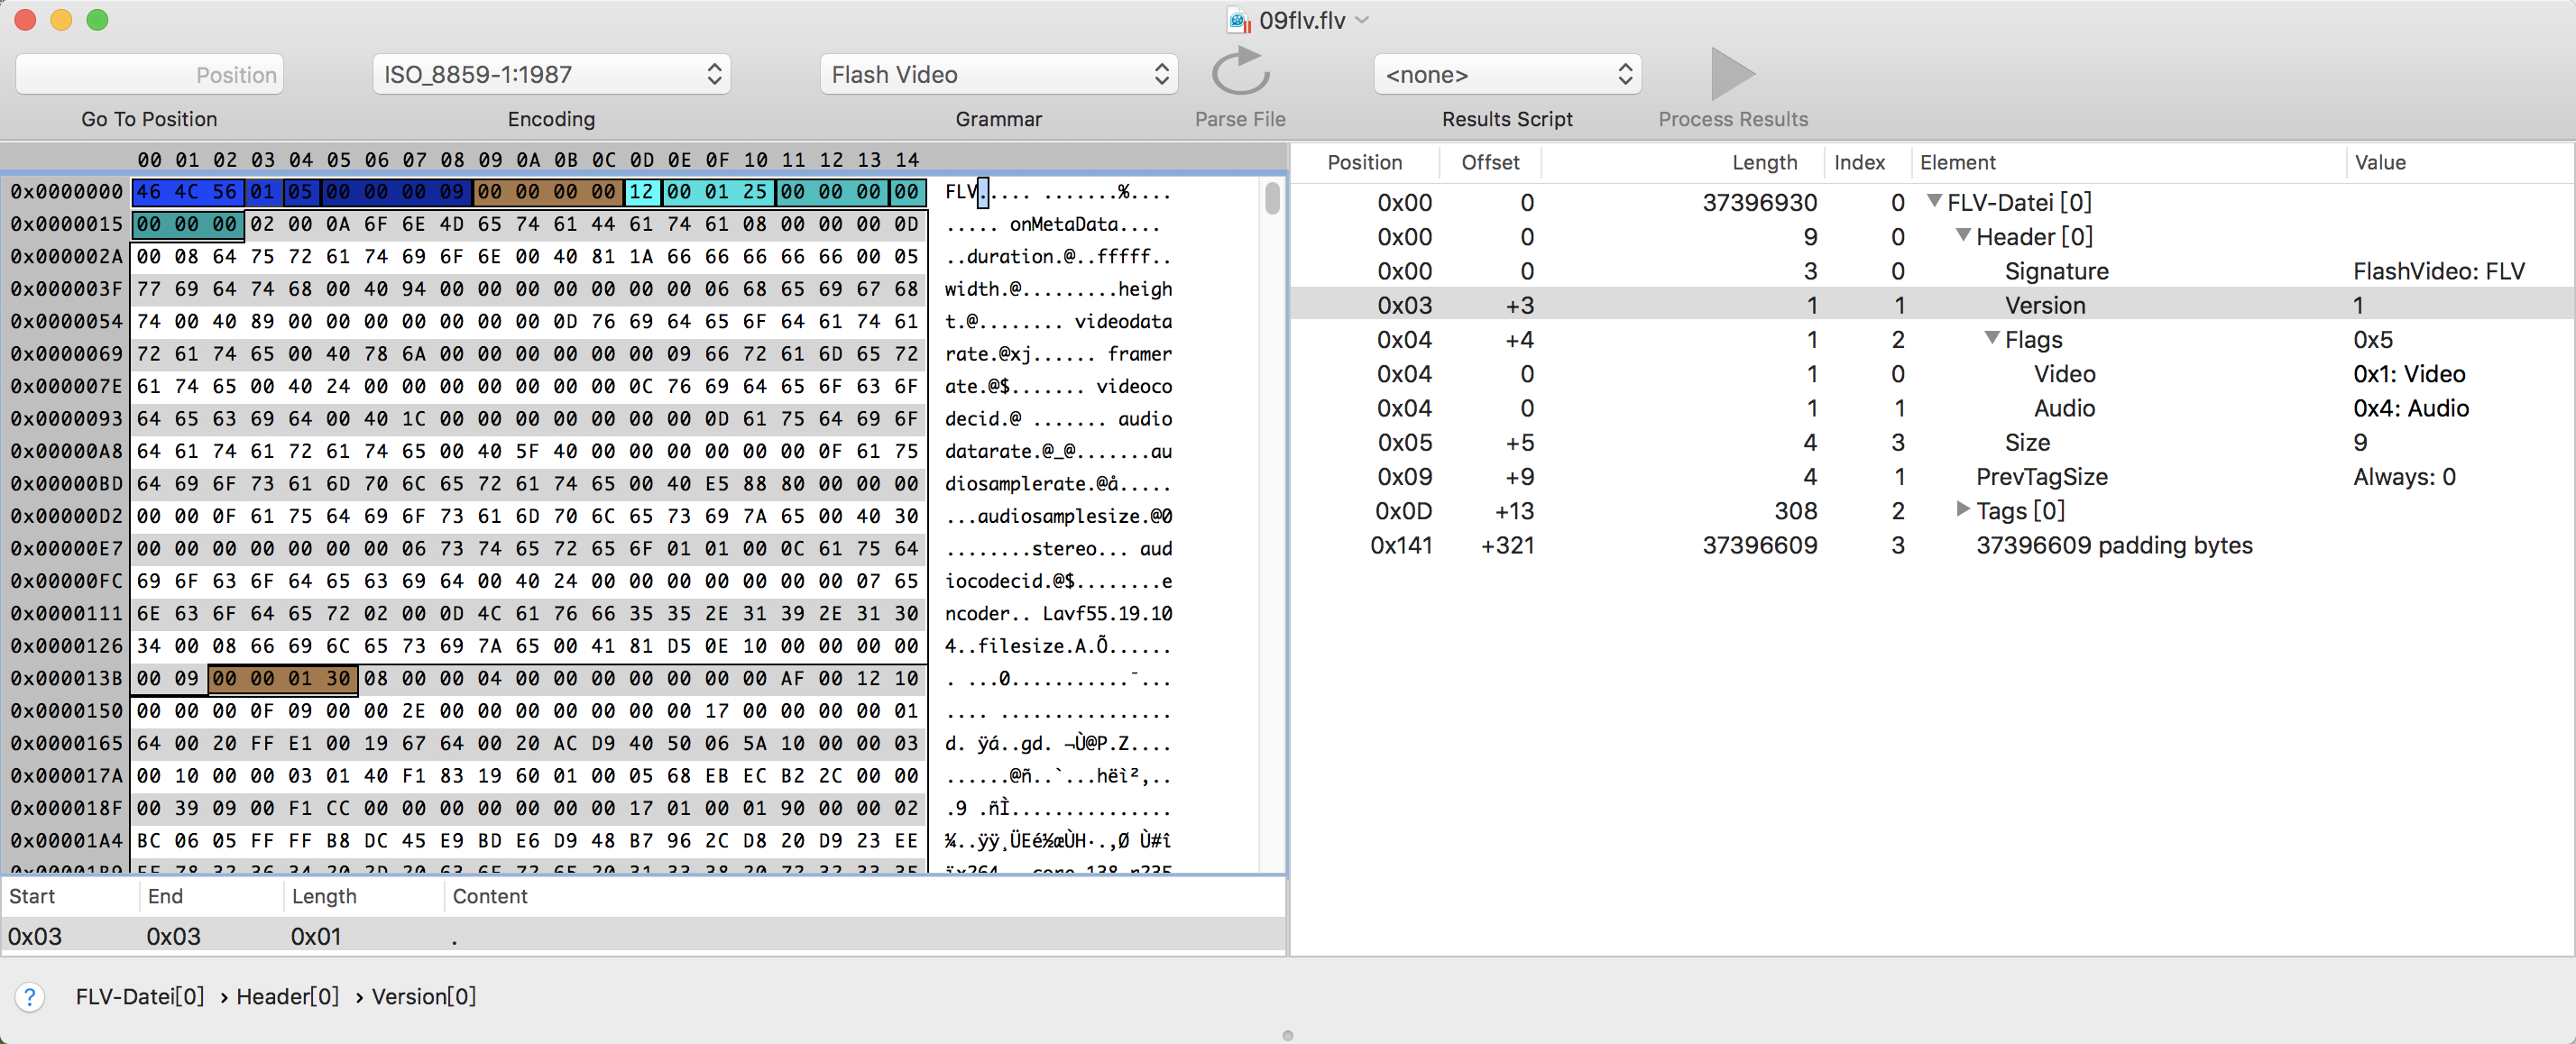 09flv.flv
Position ISO_8859-1:1987 Flash Video <none>
Go To Position Encoding Grammar Parse File Results Script Process Results
00 01 02 03 04 05 06 07 08 09 0A 0B 0C 0D 0E 0F 10 11 12 13 14
0x0000000 46 4C 56 01 05 00 00 00 09 00 00 00 00 12 00 01 25 00 00 00 00 FLV..... .......%....
0x0000015 00 00 00 02 00 0A 6F 6E 4D 65 74 61 44 61 74 61 08 00 00 00 0D ..... onMetaData....
0x000002A 00 08 64 75 72 61 74 69 6F 6E 00 40 81 1A 66 66 66 66 66 00 05 ..duration.@..fffff..
0x000003F 77 69 64 74 68 00 40 94 00 00 00 00 00 00 00 06 68 65 69 67 68 width.@.........heigh
0x0000054 74 00 40 89 00 00 00 00 00 00 00 0D 76 69 64 65 6F 64 61 74 61 t.@........ videodata
0x0000069 72 61 74 65 00 40 78 6A 00 00 00 00 00 00 09 66 72 61 6D 65 72 rate.@xj...... framer
0x000007E 61 74 65 00 40 24 00 00 00 00 00 00 00 0C 76 69 64 65 6F 63 6F ate.@$....... videoco
0x0000093 64 65 63 69 64 00 40 1C 00 00 00 00 00 00 00 0D 61 75 64 69 6F decid.@ ....... audio
0x00000A8 64 61 74 61 72 61 74 65 00 40 5F 40 00 00 00 00 00 00 0F 61 75 datarate.@_@.......au
0x00000BD 64 69 6F 73 61 6D 70 6C 65 72 61 74 65 00 40 E5 88 80 00 00 00 diosamplerate.@å.....
0x00000D2 00 00 0F 61 75 64 69 6F 73 61 6D 70 6C 65 73 69 7A 65 00 40 30 ...audiosamplesize.@0
0x00000E7 00 00 00 00 00 00 00 06 73 74 65 72 65 6F 01 01 00 0C 61 75 64 ........stereo... aud
0x00000FC 69 6F 63 6F 64 65 63 69 64 00 40 24 00 00 00 00 00 00 00 07 65 iocodecid.@$........e
0x0000111 6E 63 6F 64 65 72 02 00 0D 4C 61 76 66 35 35 2E 31 39 2E 31 30 ncoder.. Lavf55.19.10
0x0000126 34 00 08 66 69 6C 65 73 69 7A 65 00 41 81 D5 0E 10 00 00 00 00 4..filesize.A.Õ......
0x000013B 00 09 00 00 01 30 08 00 00 04 00 00 00 00 00 00 00 AF 00 12 10 . ...0...........¯...
0x0000150 00 00 00 0F 09 00 00 2E 00 00 00 00 00 00 00 17 00 00 00 00 01 .... ................
0x0000165 64 00 20 FF E1 00 19 67 64 00 20 AC D9 40 50 06 5A 10 00 00 03 d. ÿá..gd. ¬Ù@P.Z....
0x000017A 00 10 00 00 03 01 40 F1 83 19 60 01 00 05 68 EB EC B2 2C 00 00 ......@ñ..`...hëì²,..
0x000018F 00 39 09 00 F1 CC 00 00 00 00 00 00 00 17 01 00 01 90 00 00 02 .9 .ñÌ...............
0x00001A4 BC 06 05 FF FF B8 DC 45 E9 BD E6 D9 48 B7 96 2C D8 20 D9 23 EE ¼..ÿÿ¸ÜEé½æÙH·.,Ø Ù#î
Start End Length Content
0x03 0x03 0x01 .
Position Offset Length Index Element Value
0x00 0 37396930 0 FLV-Datei [0]
0x00 0 9 0 Header [0]
0x00 0 3 0 Signature FlashVideo: FLV
0x03 +3 1 1 Version 1
0x04 +4 1 2 Flags 0x5
0x04 0 1 0 Video 0x1: Video
0x04 0 1 1 Audio 0x4: Audio
0x05 +5 4 3 Size 9
0x09 +9 4 1 PrevTagSize Always: 0
0x0D +13 308 2 Tags [0]
0x141 +321 37396609 3 37396609 padding bytes
? FLV-Datei[0] › Header[0] › Version[0]